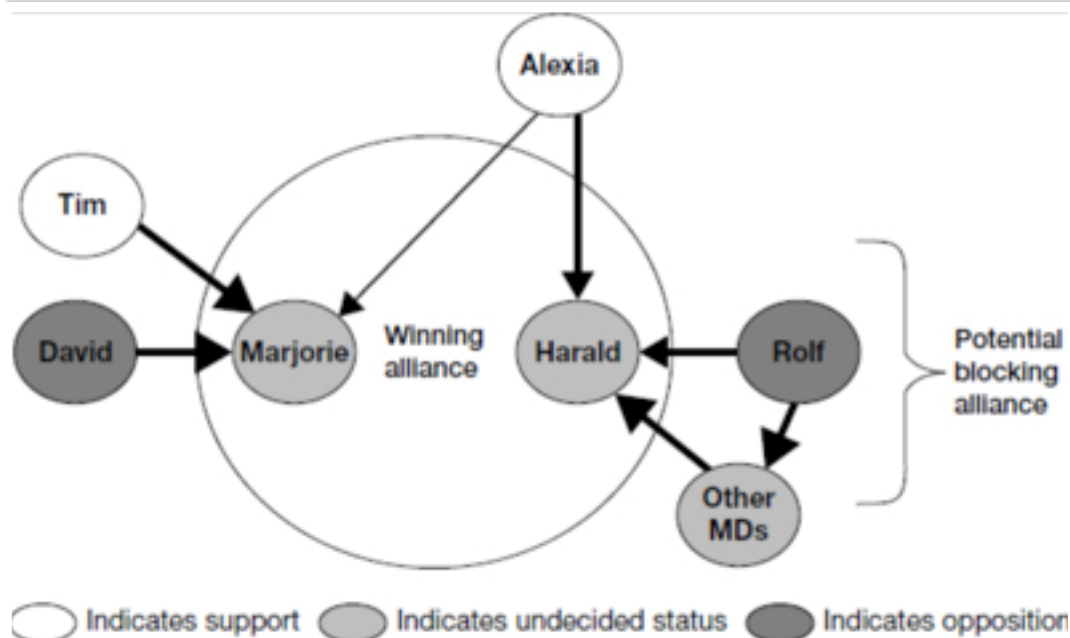 Alexia
Tim
David
Marjorie
Winning
alliance
Harald
Rolf
Potential
blocking
alliance
Other
MDs
Indicates support
Indicates undecided status
Indicates opposition